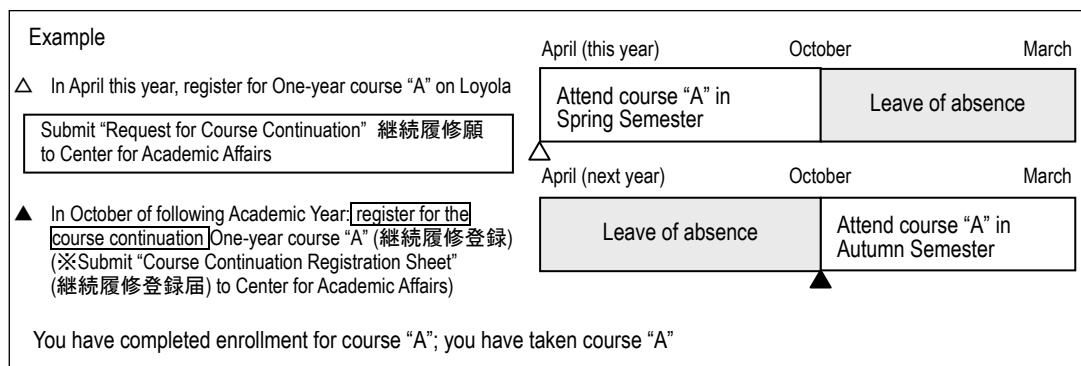 Example
△ In April this year, register for One-year course “A” on Loyola
Submit “Request for Course Continuation” 継続履修願
to Center for Academic Affairs
▲ In October of following Academic Year: register for the
course continuation One-year course “A” (継続履修登録)
(※Submit “Course Continuation Registration Sheet”
(継続履修登録届) to Center for Academic Affairs)
April (this year) October March
Attend course “A” in
Spring Semester
Leave of absence
April (next year) October March
Leave of absence
Attend course “A” in
Autumn Semester
You have completed enrollment for course “A”; you have taken course “A”